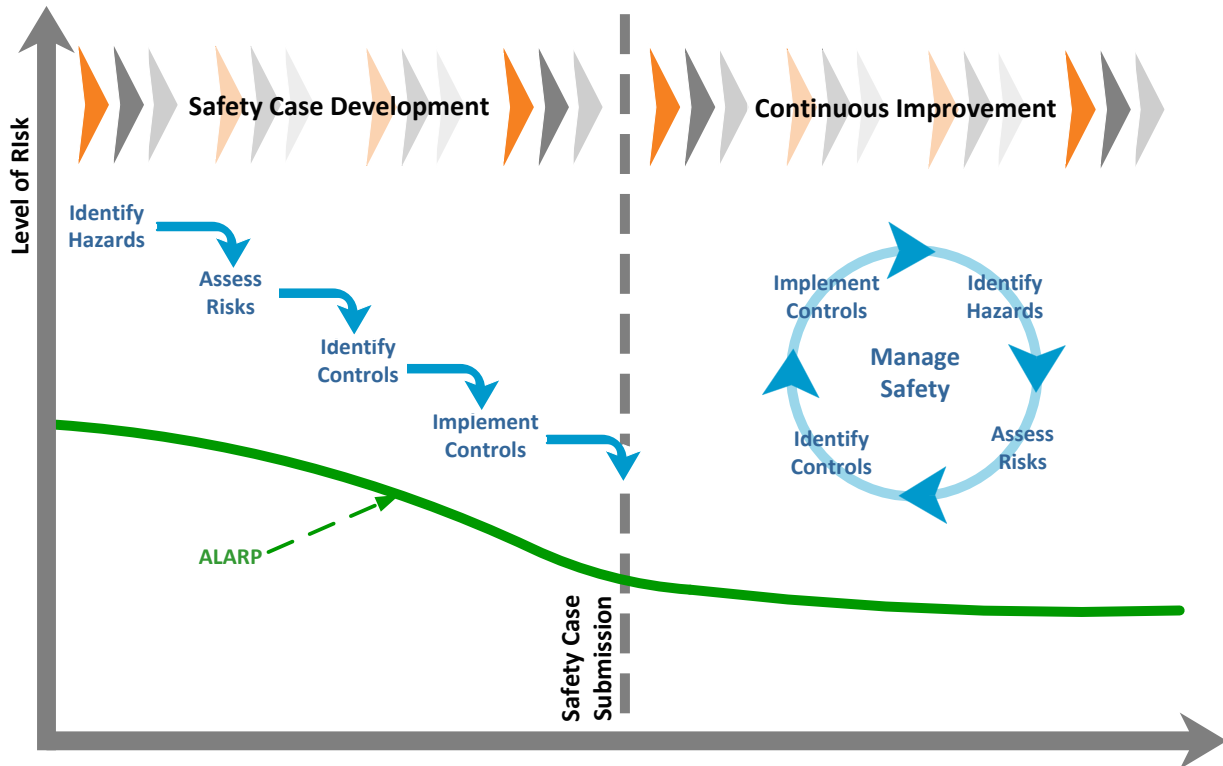 Safety Case Development
Continuous Improvement
Level of RIsk
Identify
Hazards
Assess
Risks
Identify
Controls
Implement
Controls
Implement
Controls
Identify
Hazards
Manage
Safety
Identify
Controls
Assess
Risks
ALARP
Safety Case
Submission